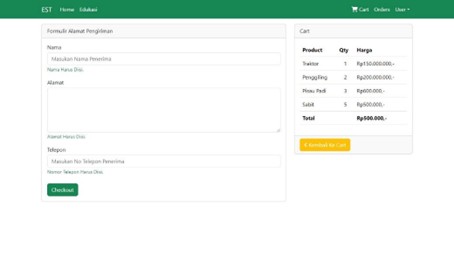 EST Home Edukasi Cart Orders User
Formulir Alamat Pengiriman
Nama
Masukan Nama Penerima
Nama Harus Diisi.
Alamat
Alamat Harus Diisi.
Telepon
Masukan No Telepon Penerima
Nomor Telepon Harus Diisi.
Checkout
Cart
Product Qty Harga
Traktor 1 Rp150.000.000,-
Penggiling 2 Rp200.000.000,-
Pisau Padi 3 Rp600.000,-
Sabit 5 Rp500.000,-
Total Rp500.000,-
Kembali ke Cart